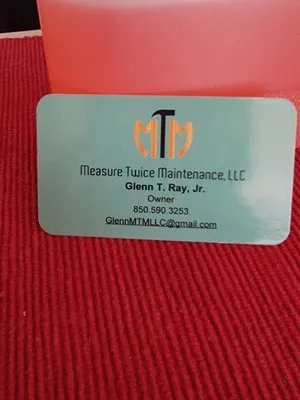 MTM
Measure Twice Maintenance, LLC
Glenn T. Ray, Jr.
Owner
850.590.3253
GlennMTMLLC@gmail.com